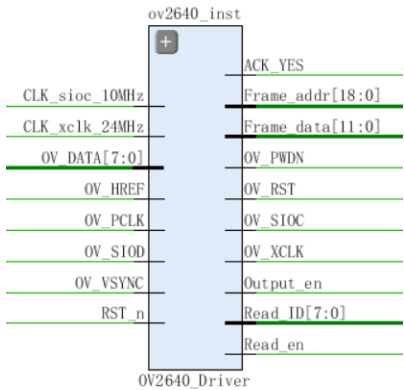 ov2640_inst
+
ACK_YES
CLK_sioc_10MHz
Frame_addr[18:0]
CLK_xclk_24MHz
Frame_data[11:0]
OV_DATA[7:0]
OV_PWDN
OV_HREF
OV_RST
OV_PCLK
OV_SIOC
OV_SIOD
OV_XCLK
OV_VSYNC
Output_en
RST_n
Read_ID[7:0]
Read_en
OV2640_Driver